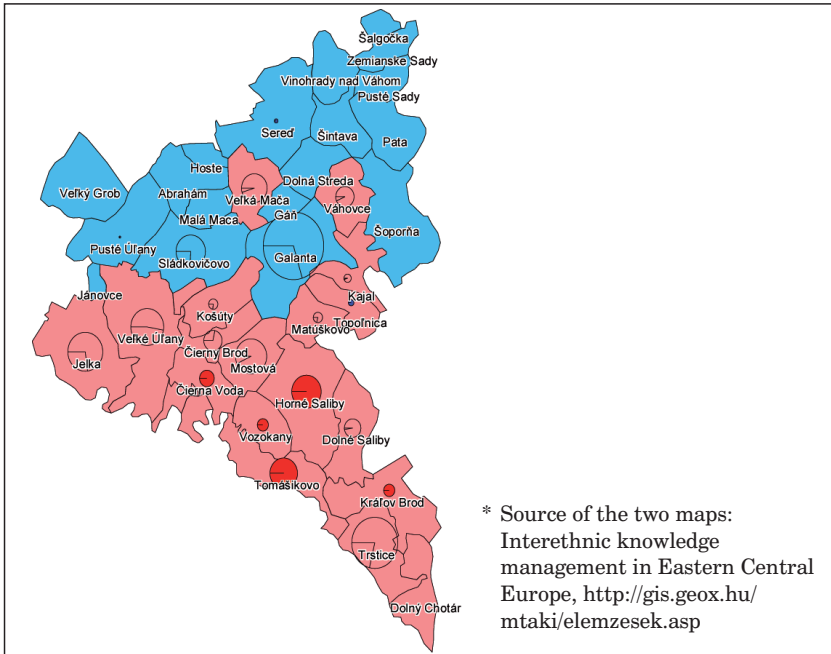 Šalgočka
Zemianske Sady
Vinohrady nad Váhom
Pusté Sady
Sereď
Šintava
Pata
Hoste
Dolná Streda
Veľký Grob
Abrahám
Veľká Mača
Váhovce
Malá Maca
Gáň
Šoporňa
Pusté Úľany
Sládkovičovo
Galanta
Jánovce
Kajal
Košúty
Topoľnica
Matúškovo
Veľké Úľany
Čierny Brod
Jelka
Mostová
Čierna Voda
Horné Saliby
Vozokany
Dolné Saliby
Tomášikovo
Kráľov Brod
Trstice
Dolný Chotár
* Source of the two maps:
Interethnic knowledge
management in Eastern Central
Europe, http://gis.geox.hu/
mtaki/elemzesek.asp